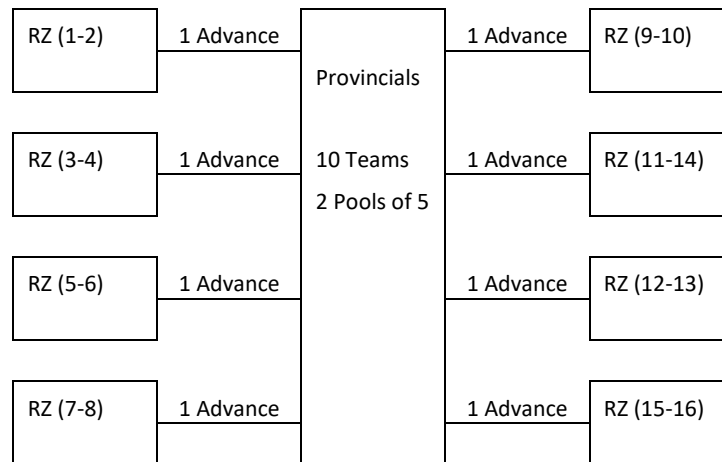 RZ (1-2)
1 Advance
1 Advance
RZ (9-10)
Provincials
RZ (3-4)
1 Advance
10 Teams
1 Advance
RZ (11-14)
2 Pools of 5
RZ (5-6)
1 Advance
1 Advance
RZ (12-13)
RZ (7-8)
1 Advance
1 Advance
RZ (15-16)